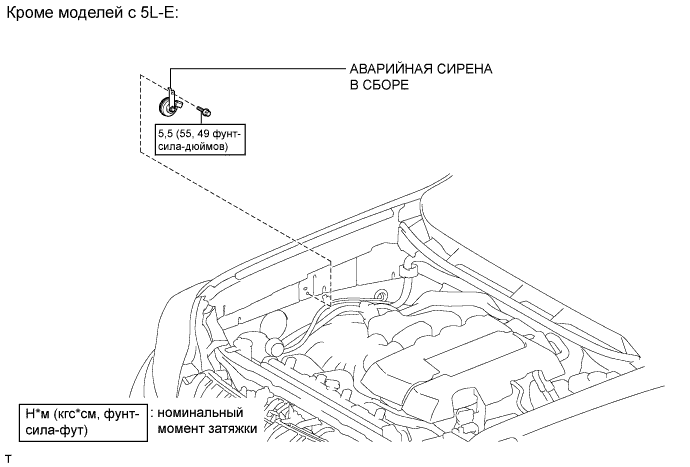 Кроме моделей с 5L-E:
АВАРИЙНАЯ СИРЕНА
В СБОРЕ
5,5 (55, 49 фунт-
сила-дюймов)
Н*м (кгс*см, фунт-
сила-фут)
: номинальный
момент затяжки
т